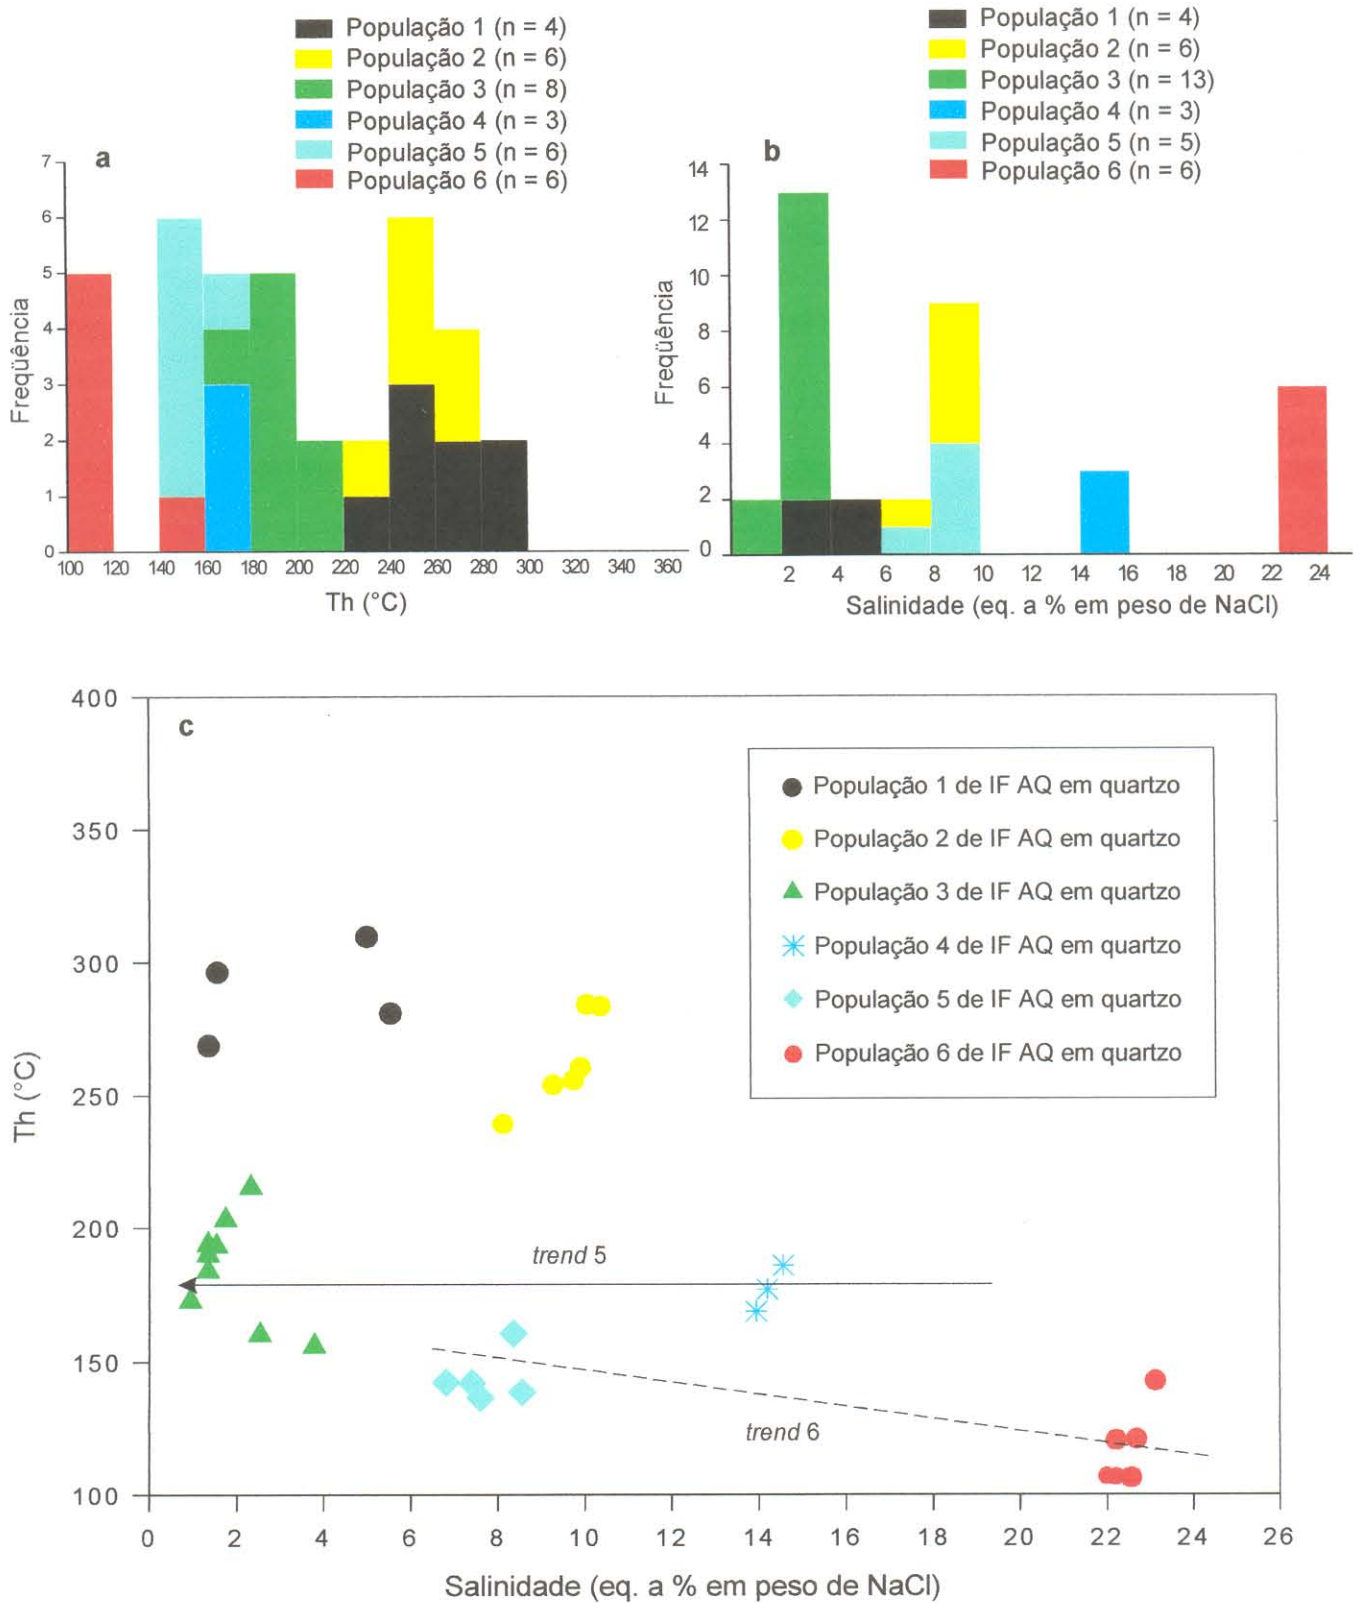 População 1 (n = 4)
População 2 (n = 6)
População 3 (n = 8)
População 4 (n = 3)
População 5 (n = 6)
População 6 (n = 6)
a
7
6
5
4
3
2
1
0
Freqüência
100 120 140 160 180 200 220 240 260 280 300 320 340 360
Th (°C)
População 1 (n = 4)
População 2 (n = 6)
População 3 (n = 13)
População 4 (n = 3)
População 5 (n = 5)
População 6 (n = 6)
b
14
12
10
8
6
4
2
0
Freqüência
2 4 6 8 10 12 14 16 18 20 22 24
Salinidade (eq. a % em peso de NaCl)
c
400
350
300
250
200
150
100
Th (°C)
População 1 de IF AQ em quartzo
População 2 de IF AQ em quartzo
População 3 de IF AQ em quartzo
População 4 de IF AQ em quartzo
População 5 de IF AQ em quartzo
População 6 de IF AQ em quartzo
trend 5
trend 6
0 2 4 6 8 10 12 14 16 18 20 22 24 26
Salinidade (eq. a % em peso de NaCl)